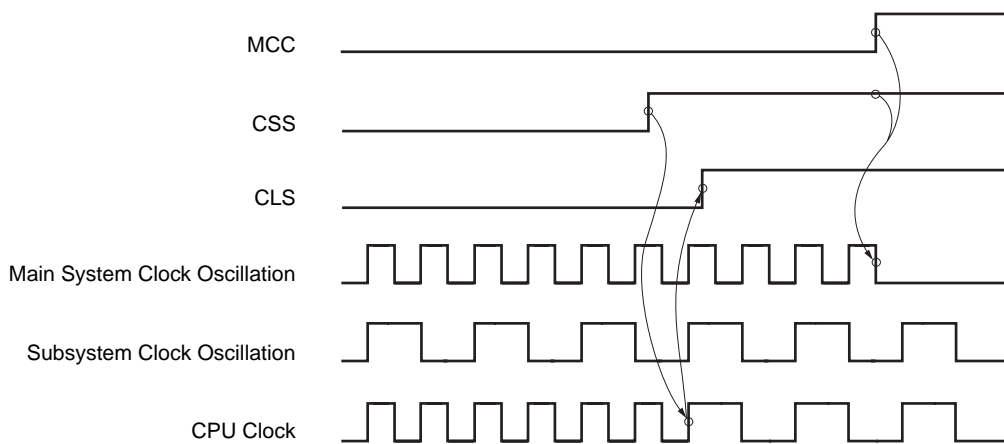 MCC
CSS
CLS
Main System Clock Oscillation
Subsystem Clock Oscillation
CPU Clock